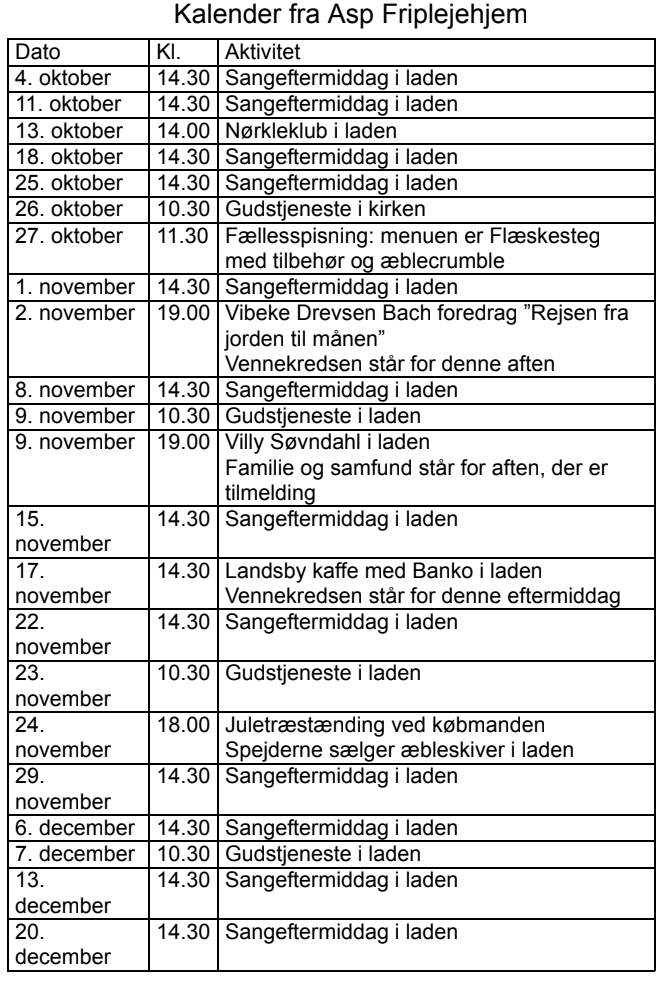 Kalender fra Asp Friplejehjem
Dato Kl. Aktivitet
4. oktober 14.30 Sangeftermiddag i laden
11. oktober 14.30 Sangeftermiddag i laden
13. oktober 14.00 Nørkleklub i laden
18. oktober 14.30 Sangeftermiddag i laden
25. oktober 14.30 Sangeftermiddag i laden
26. oktober 10.30 Gudstjeneste i kirken
27. oktober 11.30 Fællesspisning: menuen er Flæskesteg
med tilbehør og æblecrumble
1. november 14.30 Sangeftermiddag i laden
2. november 19.00 Vibeke Drevsen Bach foredrag ”Rejsen fra
jorden til månen”
Vennekredsen står for denne aften
8. november 14.30 Sangeftermiddag i laden
9. november 10.30 Gudstjeneste i laden
9. november 19.00 Villy Søvndahl i laden
Familie og samfund står for aften, der er
tilmelding
15. 14.30 Sangeftermiddag i laden
november
17. 14.30 Landsby kaffe med Banko i laden
november Vennekredsen står for denne eftermiddag
22. 14.30 Sangeftermiddag i laden
november
23. 10.30 Gudstjeneste i laden
november
24. 18.00 Juletræstænding ved købmanden
november Spejderne sælger æbleskiver i laden
29. 14.30 Sangeftermiddag i laden
november
6. december 14.30 Sangeftermiddag i laden
7. december 10.30 Gudstjeneste i laden
13. 14.30 Sangeftermiddag i laden
december
20. 14.30 Sangeftermiddag i laden
december